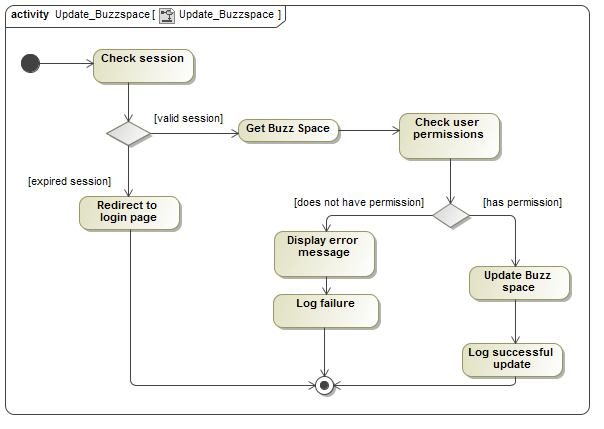 activity Update_Buzzspace [ Update_Buzzspace ]
Check session
[valid session]
Get Buzz Space
Check user
permissions
[expired session]
Redirect to
login page
[does not have permission]
[has permission]
Display error
message
Log failure
Update Buzz
space
Log successful
update